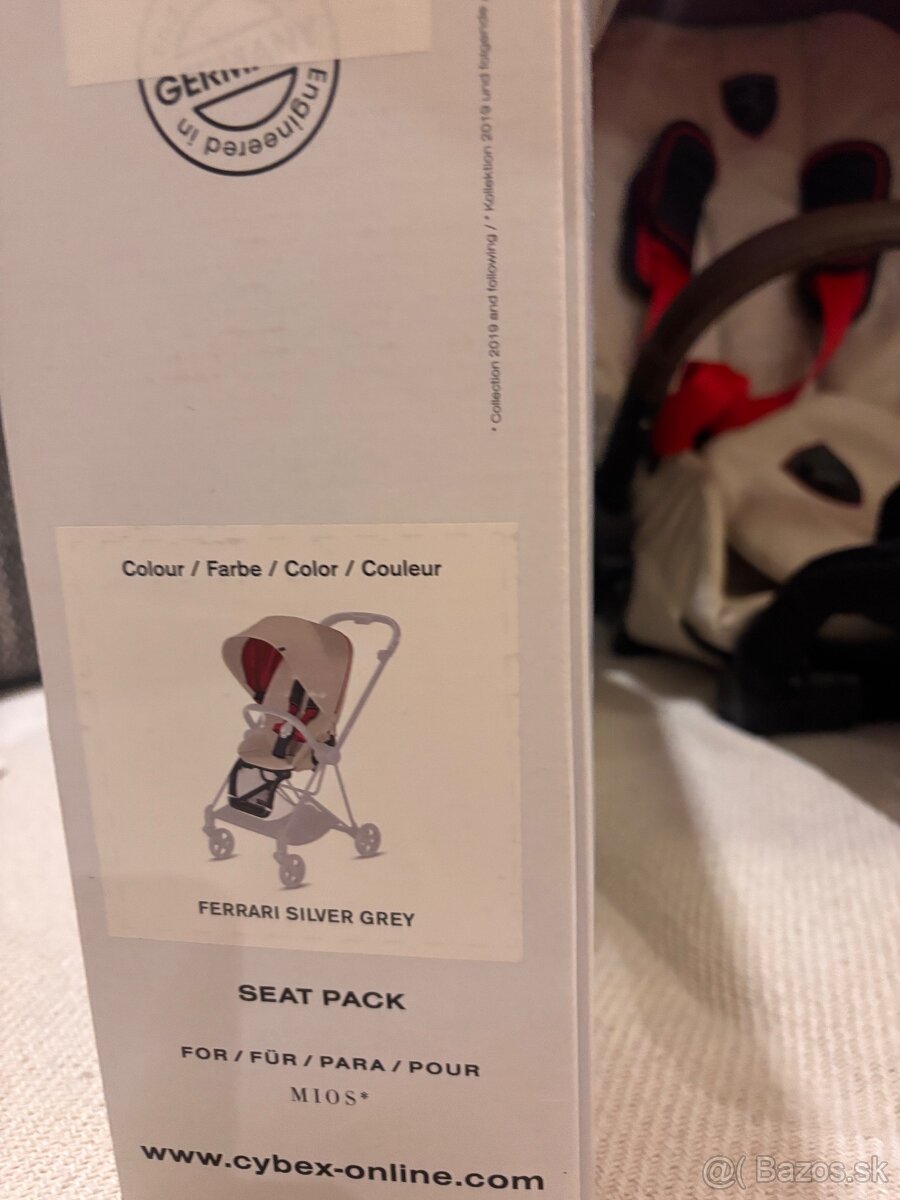 GERMANY
Engineered in
* Collection 2019 and following / * Kollektion 2019 und folgende
Colour / Farbe / Color / Couleur
FERRARI SILVER GREY
SEAT PACK
FOR / FÜR / PARA / POUR
MIOS*
www.cybex-online.com
@( Bazos.sk